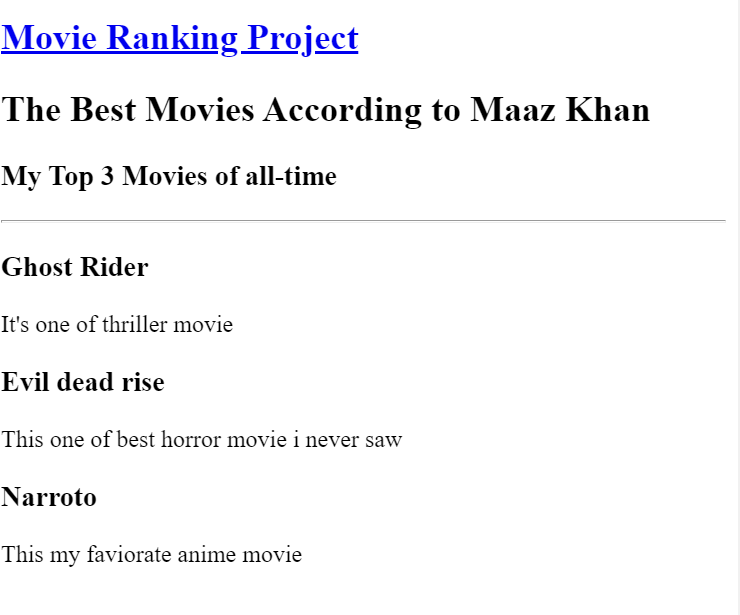 Movie Ranking Project
The Best Movies According to Maaz Khan
My Top 3 Movies of all-time
Ghost Rider
It's one of thriller movie
Evil dead rise
This one of best horror movie i never saw
Narroto
This my faviorate anime movie